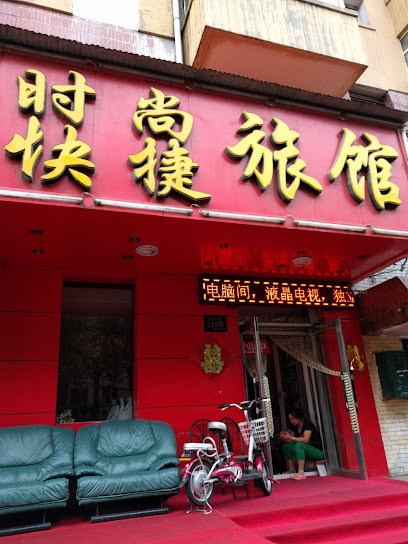 时尚
快捷
旅馆
电脑间，液晶电视，独立